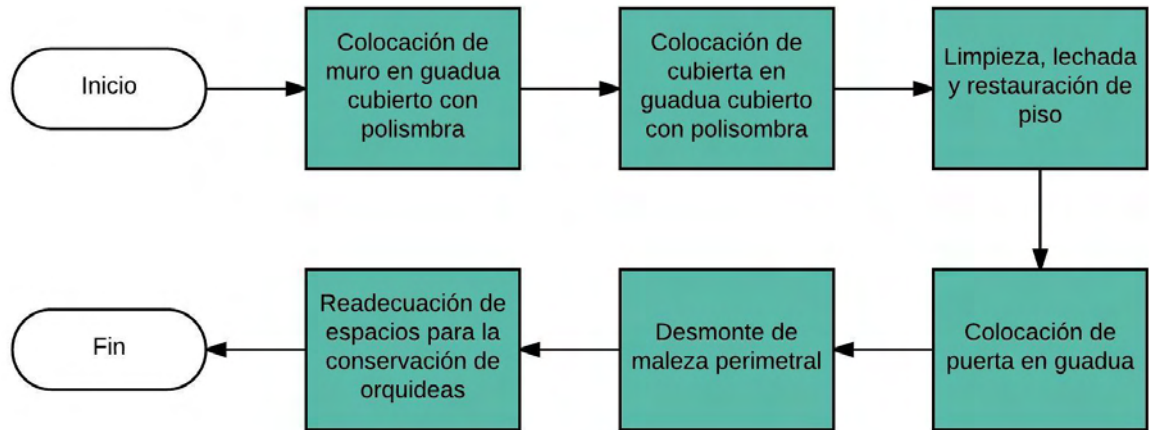 Inicio
Colocación de
muro en guadua
cubierto con
polismbra
Colocación de
cubierta en
guadua cubierto
con polisombra
Limpieza, lechada
y restauración de
piso
Colocación de
puerta en guadua
Desmonte de
maleza perimetral
Readecuación de
espacios para la
conservación de
orquideas
Fin